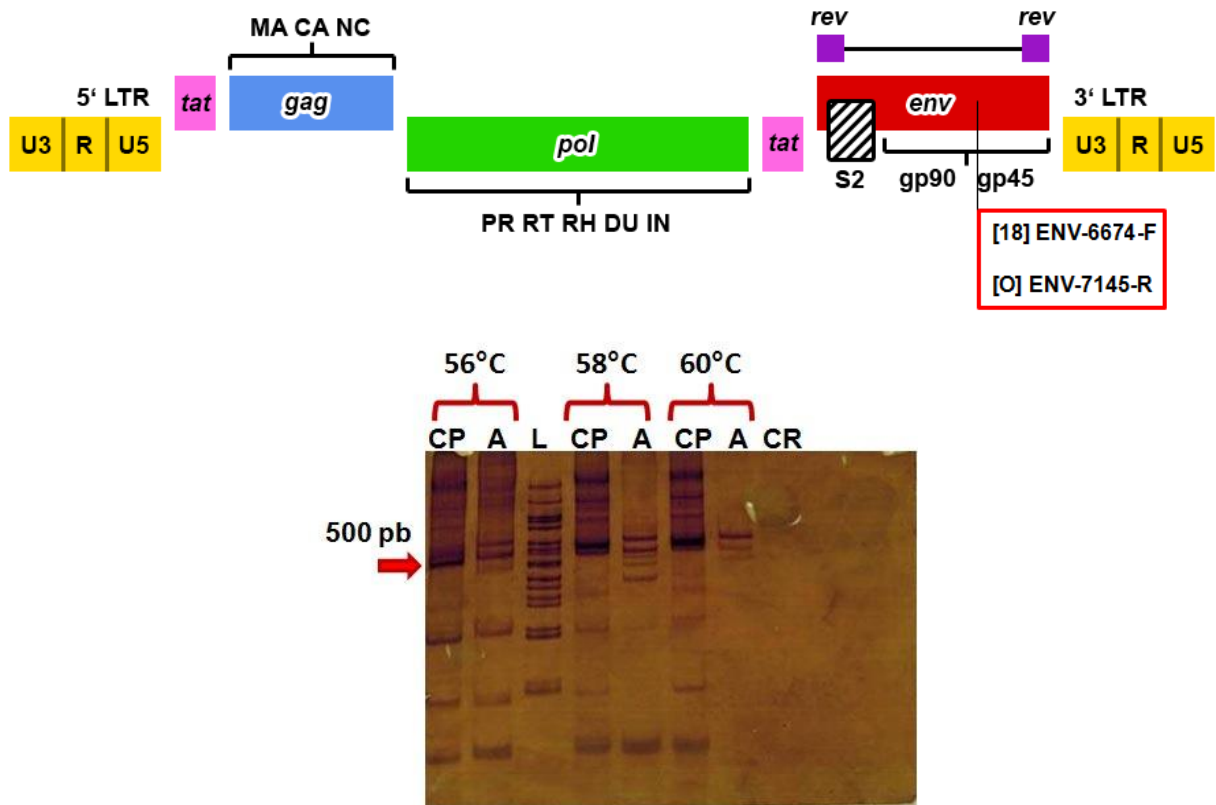 rev rev
MA CA NC
5‘ LTR tat gag env 3‘ LTR
U3 R U5 pol tat U3 R U5
S2 gp90 gp45
PR RT RH DU IN
[18] ENV-6674-F
[O] ENV-7145-R
56°C 58°C 60°C
CP A L CP A CP A CR
500 pb